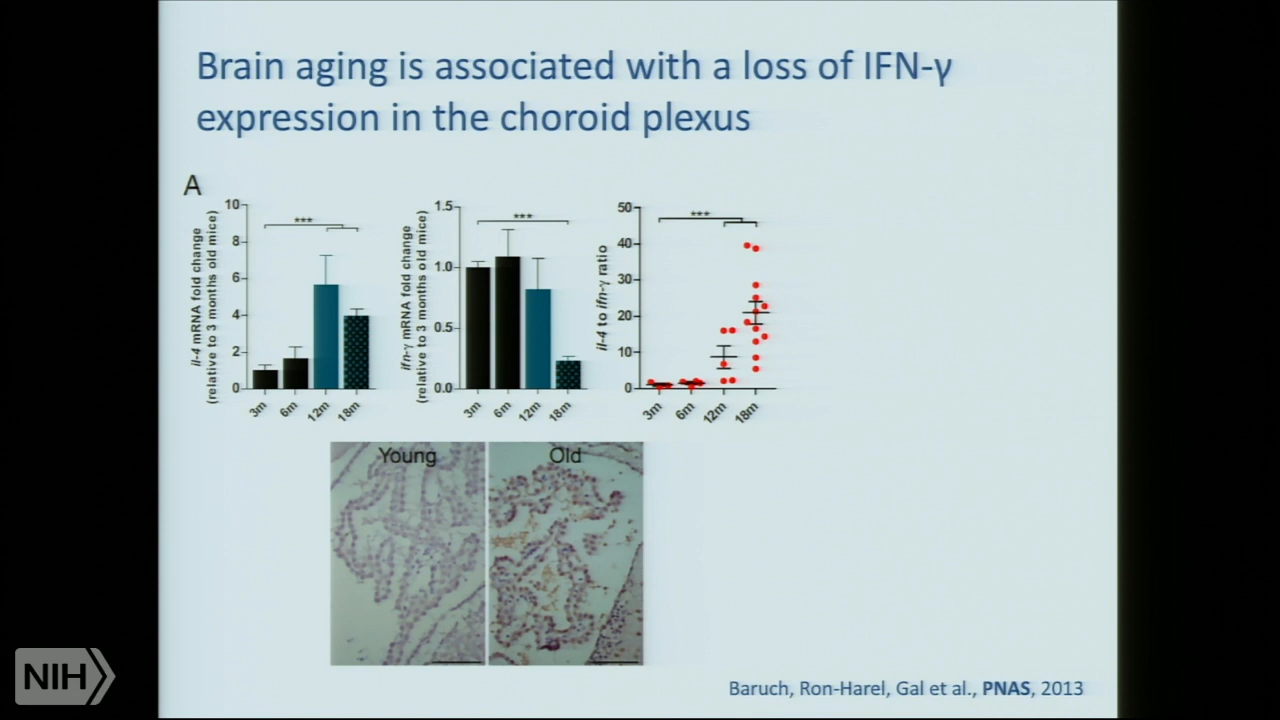 Brain aging is associated with a loss of IFN-γ
expression in the choroid plexus
A
il-4 mRNA fold change
(relative to 3 months old mice)
10
8
6
4
2
0
***
3m
6m
12m
18m
ifn-γ mRNA fold change
(relative to 3 months old mice)
1.5
1.0
0.5
0.0
***
3m
6m
12m
18m
il-4 to ifn-γ ratio
50
40
30
20
10
0
***
3m
6m
12m
18m
Young
Old
Baruch, Ron-Harel, Gal et al., PNAS, 2013
NIH